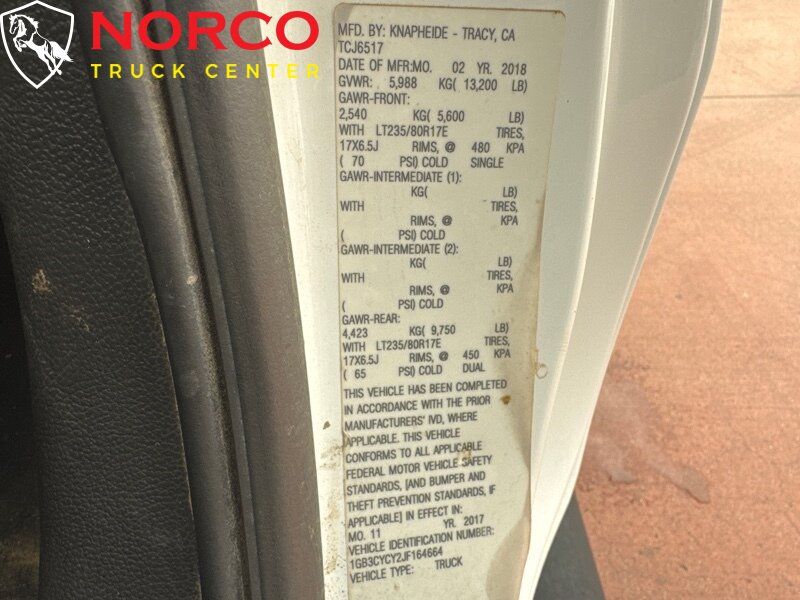 NORCO
TRUCK CENTER
MFD. BY: KNAPHEIDE - TRACY, CA
TCJ6517
DATE OF MFR:MO. 02 YR. 2018
GVWR: 5,988 KG( 13,200 LB)
GAWR-FRONT:
2,540 KG( 5,600 LB)
WITH LT235/80R17E TIRES,
17X6.5J RIMS, @ 480 KPA
( 70 PSI) COLD SINGLE
GAWR-INTERMEDIATE (1):
KG( LB)
WITH TIRES,
RIMS, @ KPA
( PSI) COLD
GAWR-INTERMEDIATE (2):
KG( LB)
WITH TIRES,
RIMS, @ KPA
( PSI) COLD
GAWR-REAR:
4,423 KG( 9,750 LB)
WITH LT235/80R17E TIRES,
17X6.5J RIMS, @ 450 KPA
( 65 PSI) COLD DUAL
THIS VEHICLE HAS BEEN COMPLETED
IN ACCORDANCE WITH THE PRIOR
MANUFACTURERS' IVD, WHERE
APPLICABLE. THIS VEHICLE
CONFORMS TO ALL APPLICABLE
FEDERAL MOTOR VEHICLE SAFETY
STANDARDS, [AND BUMPER AND
THEFT PREVENTION STANDARDS, IF
APPLICABLE] IN EFFECT IN:
MO. 11 YR. 2017
VEHICLE IDENTIFICATION NUMBER:
1GB3CYCY2JF164664
VEHICLE TYPE: TRUCK